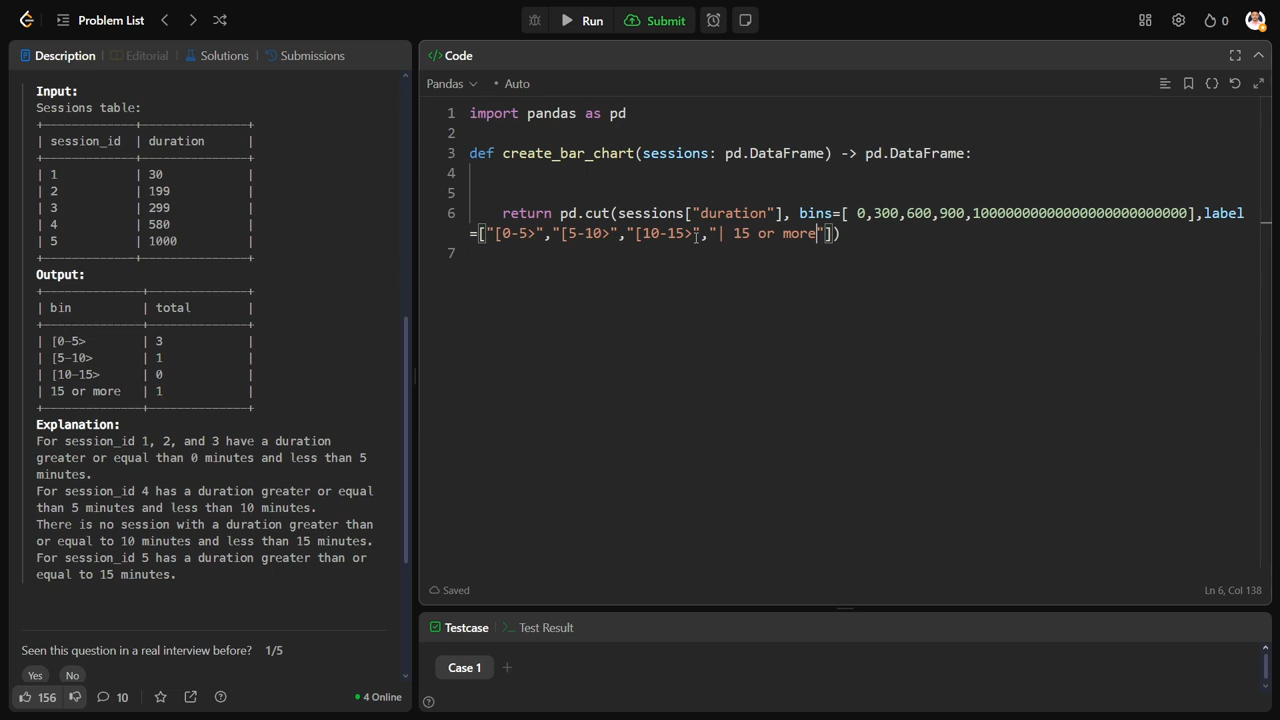 Problem List
Run
Submit
0
Description
Editorial
Solutions
Submissions
Input:
Sessions table:
+-------------+---------------+
| session_id | duration |
+-------------+---------------+
| 1 | 30 |
| 2 | 199 |
| 3 | 299 |
| 4 | 580 |
| 5 | 1000 |
+-------------+---------------+
Output:
+-------------+---------------+
| bin | total |
+-------------+---------------+
| [0-5> | 3 |
| [5-10> | 1 |
| [10-15> | 0 |
| 15 or more | 1 |
+-------------+---------------+
Explanation:
For session_id 1, 2, and 3 have a duration
greater or equal than 0 minutes and less than 5
minutes.
For session_id 4 has a duration greater or equal
than 5 minutes and less than 10 minutes.
There is no session with a duration greater than
or equal to 10 minutes and less than 15 minutes.
For session_id 5 has a duration greater than or
equal to 15 minutes.
Seen this question in a real interview before? 1/5
Yes
No
156
10
4 Online
</>Code
Pandas
Auto
1 import pandas as pd
2
3 def create_bar_chart(sessions: pd.DataFrame) -> pd.DataFrame:
4
5
6 return pd.cut(sessions["duration"], bins=[ 0,300,600,900,10000000000000000000000000],label
=["[0-5>","[5-10>","[10-15>","| 15 or more"])
7
Saved
Ln 6, Col 138
Testcase
>_ Test Result
Case 1
+